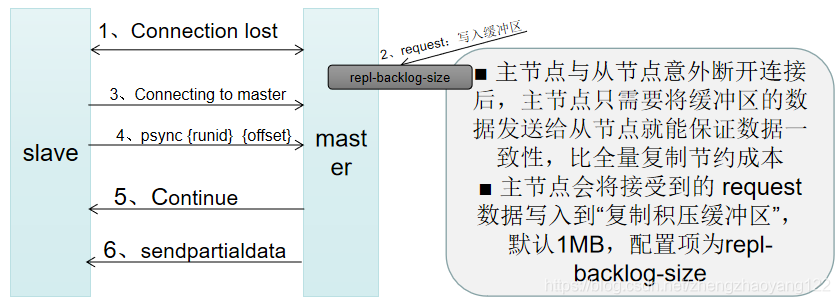 1、Connection lost
2、request：写入缓冲区
repl-backlog-size
3、Connecting to master
4、psync {runid} {offset}
slave
mast
er
5、Continue
6、sendpartialdata
■ 主节点与从节点意外断开连接
后，主节点只需要将缓冲区的数
据发送给从节点就能保证数据一
致性，比全量复制节约成本
■ 主节点会将接受到的 request
数据写入到“复制积压缓冲区”，
默认1MB，配置项为repl-
backlog-size
https://blog.csdn.net/zhengzhaoyang122